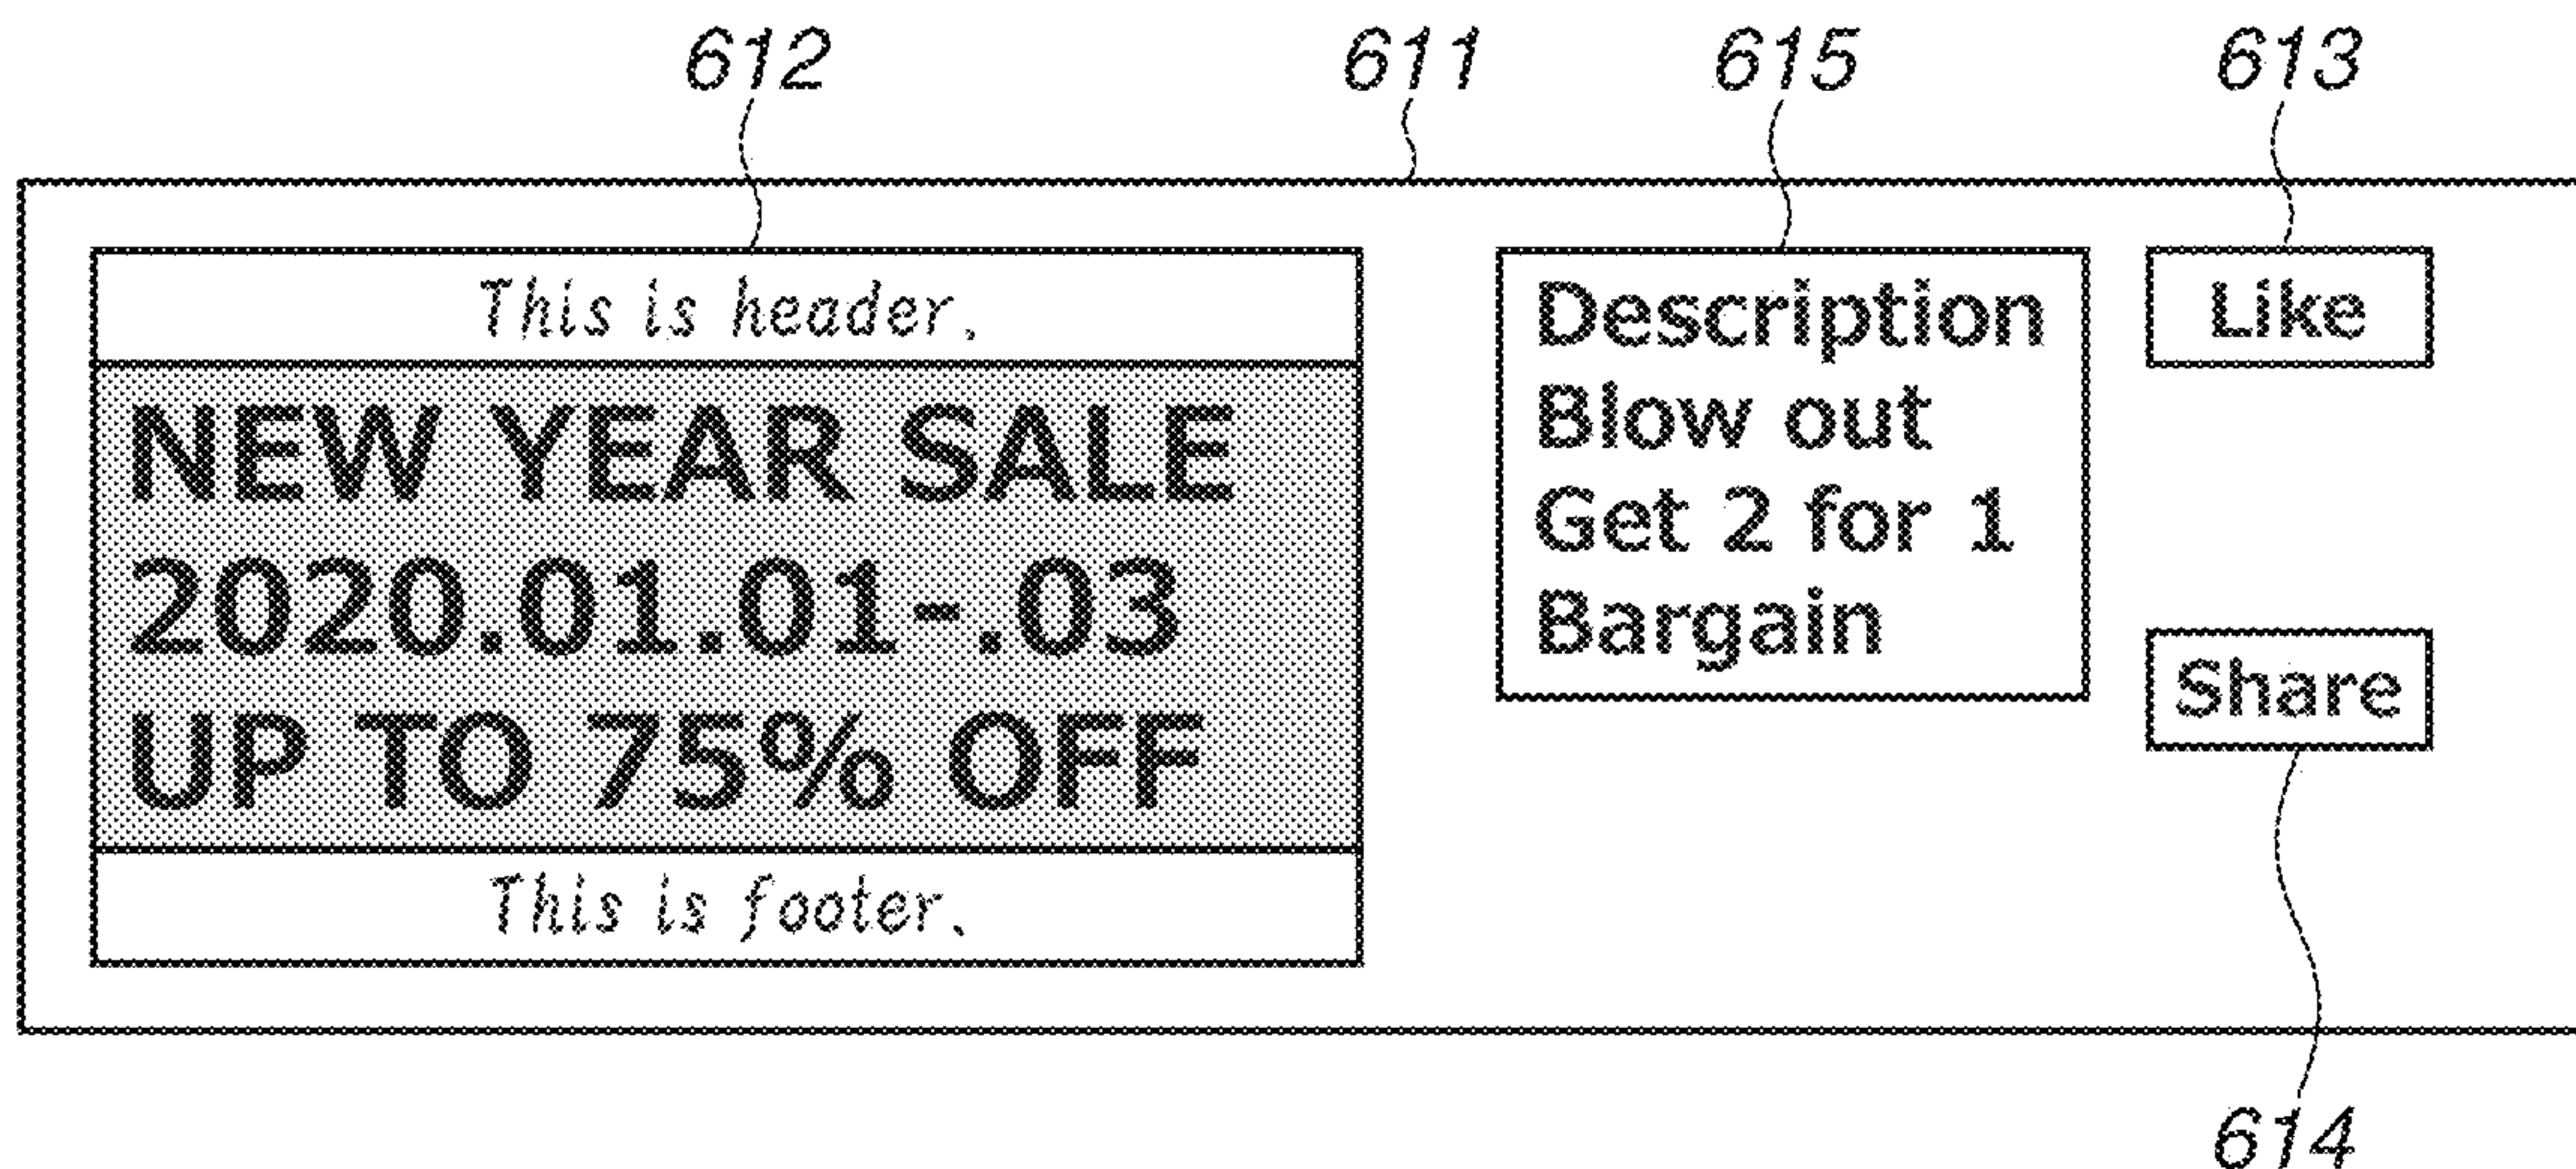 612 611 615 613
This is header.
NEW YEAR SALE
2020.01.01-.03
UP TO 75% OFF
This is footer.
Description
Blow out
Get 2 for 1
Bargain
Like
Share
614